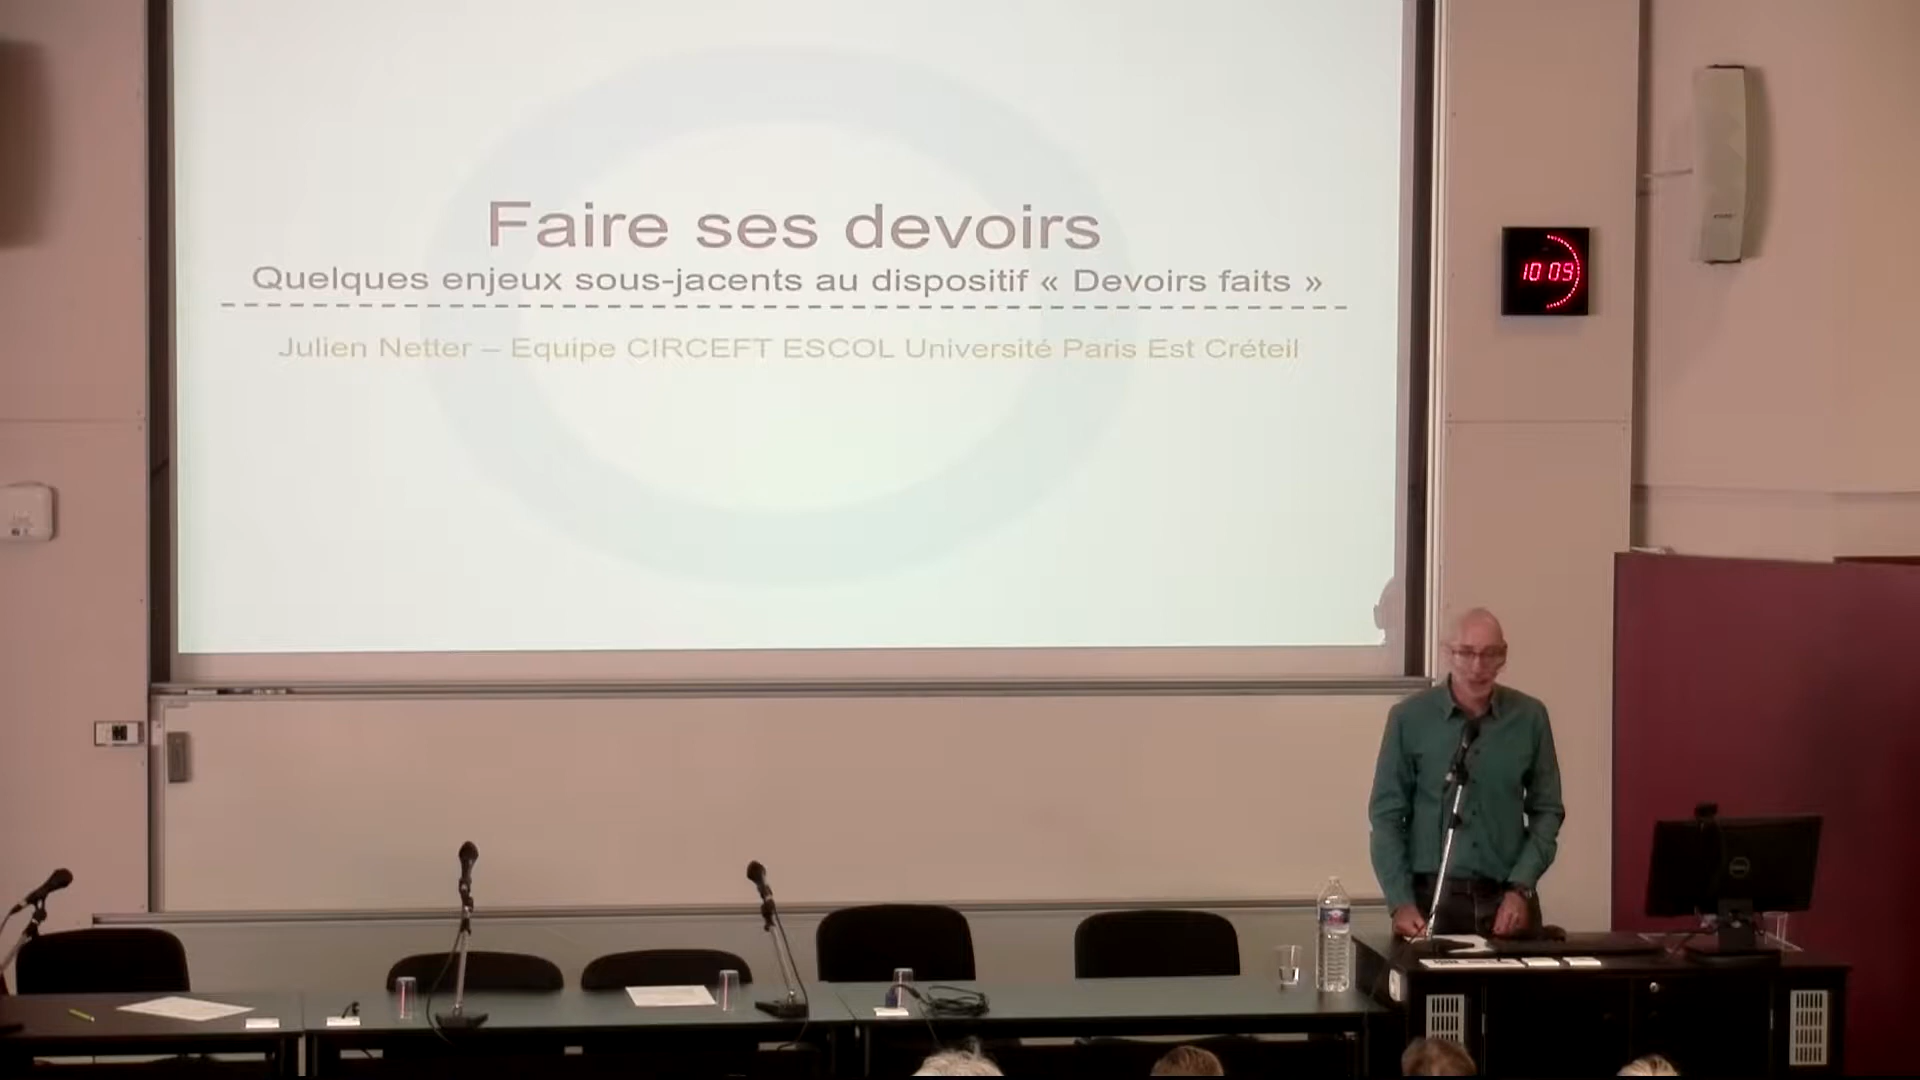 Faire ses devoirs
Quelques enjeux sous-jacents au dispositif « Devoirs faits »
Julien Netter – Equipe CIRCEFT ESCOL Université Paris Est Créteil
10:09
DELL